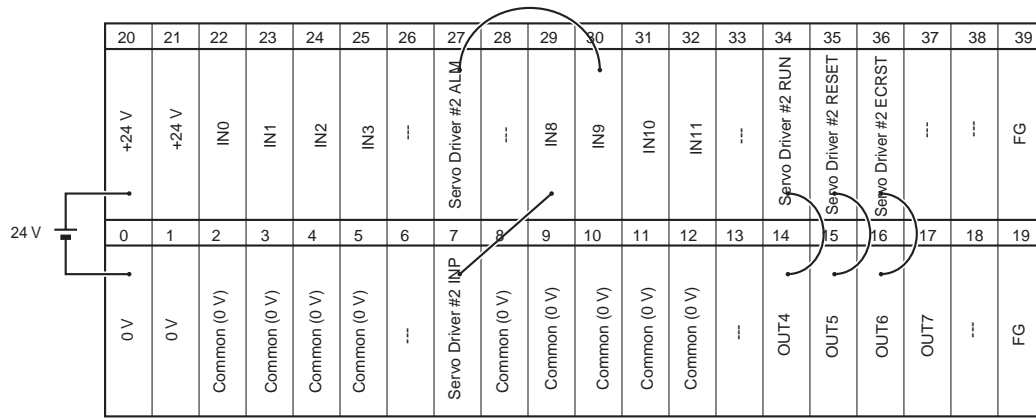 20 21 22 23 24 25 26 27 28 29 30 31 32 33 34 35 36 37 38 39
+24 V
+24 V
IN0
IN1
IN2
IN3
---
Servo Driver #2 ALM
---
IN8
IN9
IN10
IN11
---
Servo Driver #2 RUN
Servo Driver #2 RESET
Servo Driver #2 ECRST
---
---
FG
24 V
0 1 2 3 4 5 6 7 8 9 10 11 12 13 14 15 16 17 18 19
0 V
0 V
Common (0 V)
Common (0 V)
Common (0 V)
Common (0 V)
---
Servo Driver #2 INP
Common (0 V)
Common (0 V)
Common (0 V)
Common (0 V)
Common (0 V)
---
OUT4
OUT5
OUT6
OUT7
---
FG